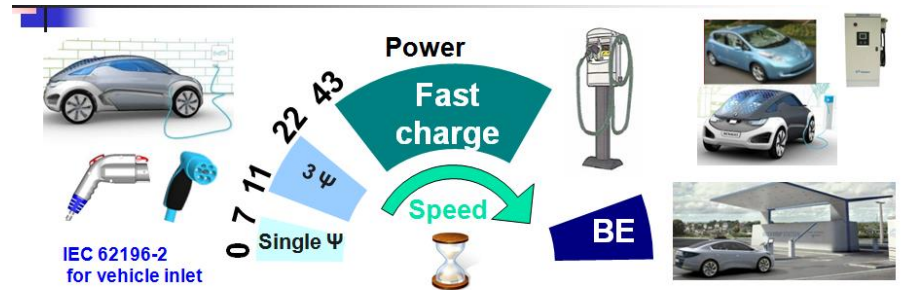 Power
Fast
charge
43
22
11
7
0
3 Ψ
Single Ψ
Speed
BE
IEC 62196-2
for vehicle inlet